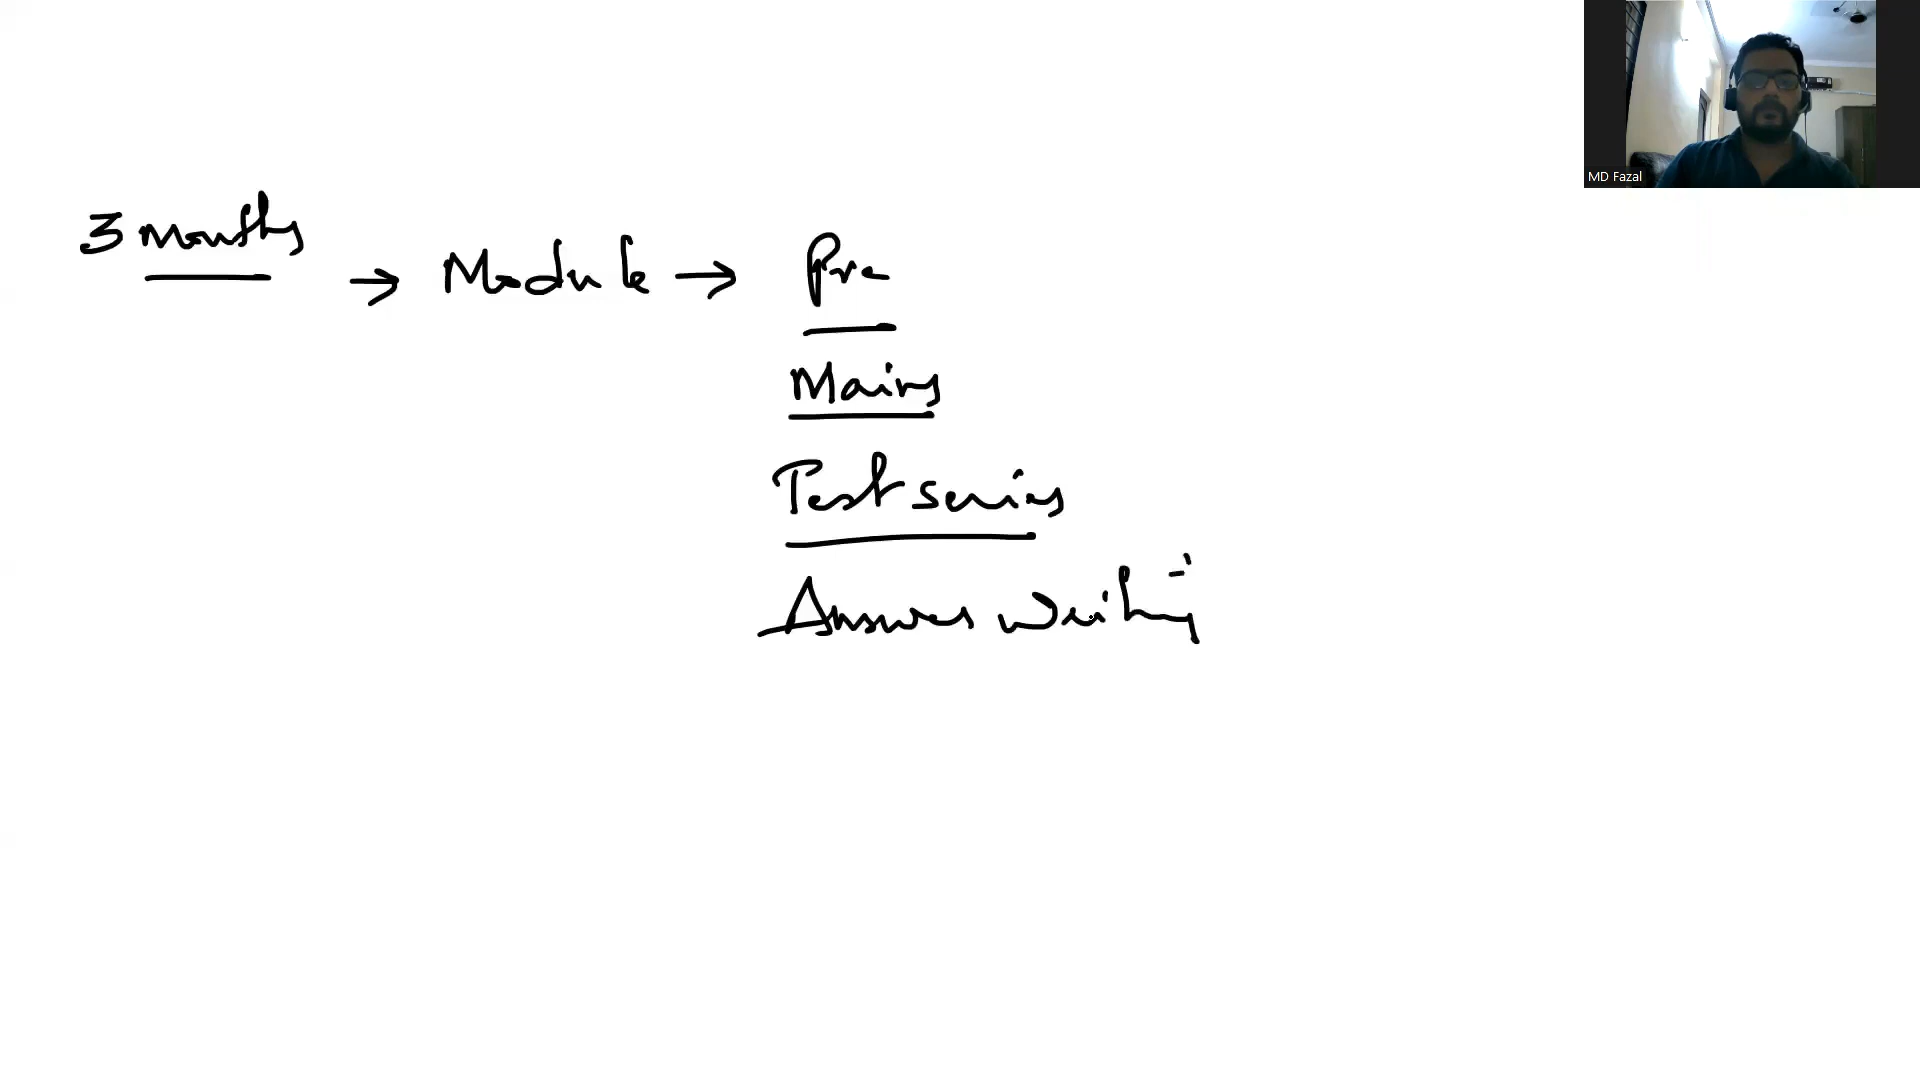 MD Fazal
3 months → Module → Pre
Mains
Test series
Answer writing